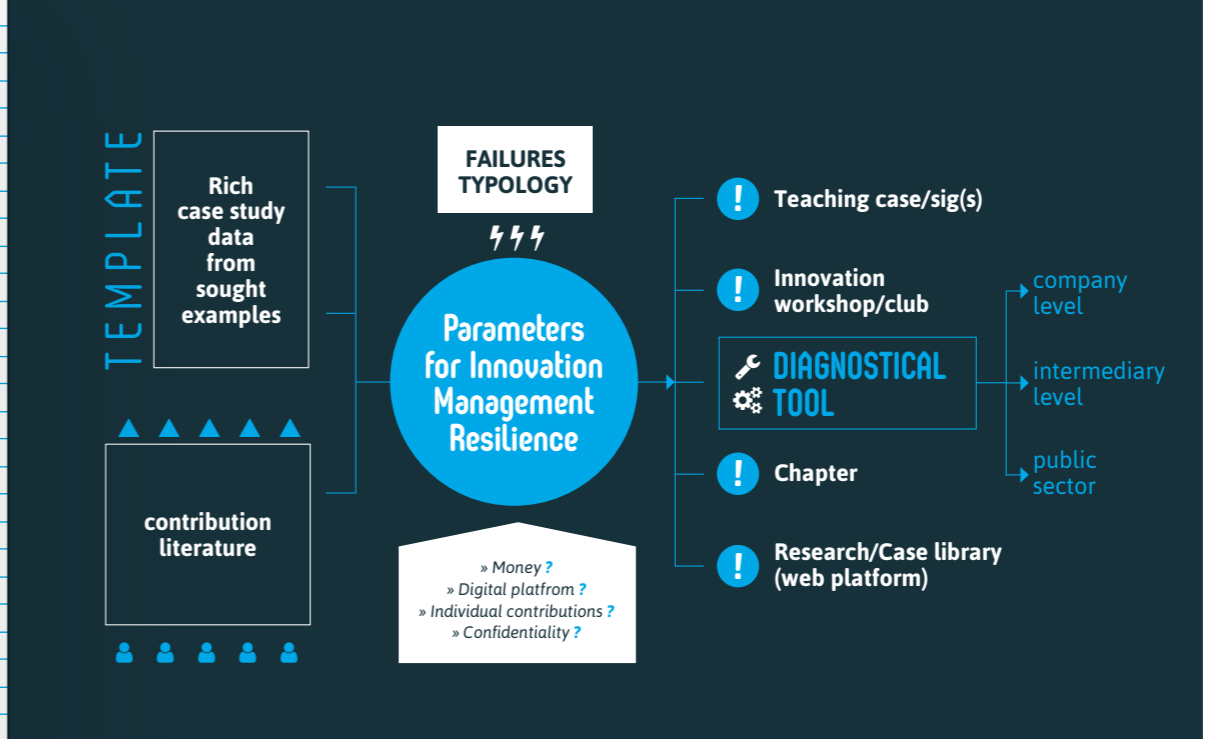 TEMPLATE
Rich
case study
data
from
sought
examples
contribution
literature
FAILURES
TYPOLOGY
Parameters
for Innovation
Management
Resilience
» Money ?
» Digital platfrom ?
» Individual contributions ?
» Confidentiality ?
! Teaching case/sig(s)
! Innovation
workshop/club
DIAGNOSTICAL
TOOL
! Chapter
! Research/Case library
(web platform)
company
level
intermediary
level
public
sector